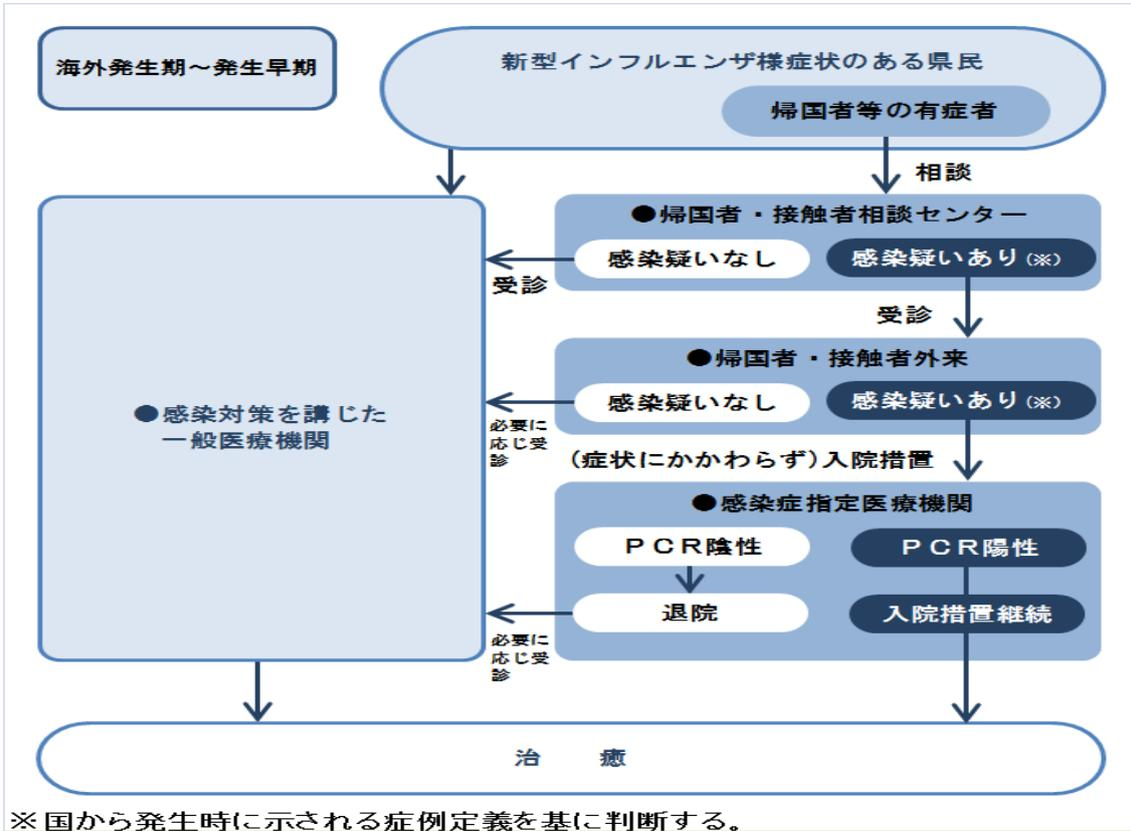 海外発生期～発生早期
新型インフルエンザ様症状のある県民
帰国者等の有症者
相談
●帰国者・接触者相談センター
感染疑いなし
感染疑いあり(※)
受診
受診
●帰国者・接触者外来
感染疑いなし
感染疑いあり(※)
必要に
応じ受
診
(症状にかかわらず)入院措置
●感染対策を講じた
一般医療機関
●感染症指定医療機関
ＰＣＲ陰性
ＰＣＲ陽性
退院
入院措置継続
必要に
応じ受
診
治　　癒
※国から発生時に示される症例定義を基に判断する。